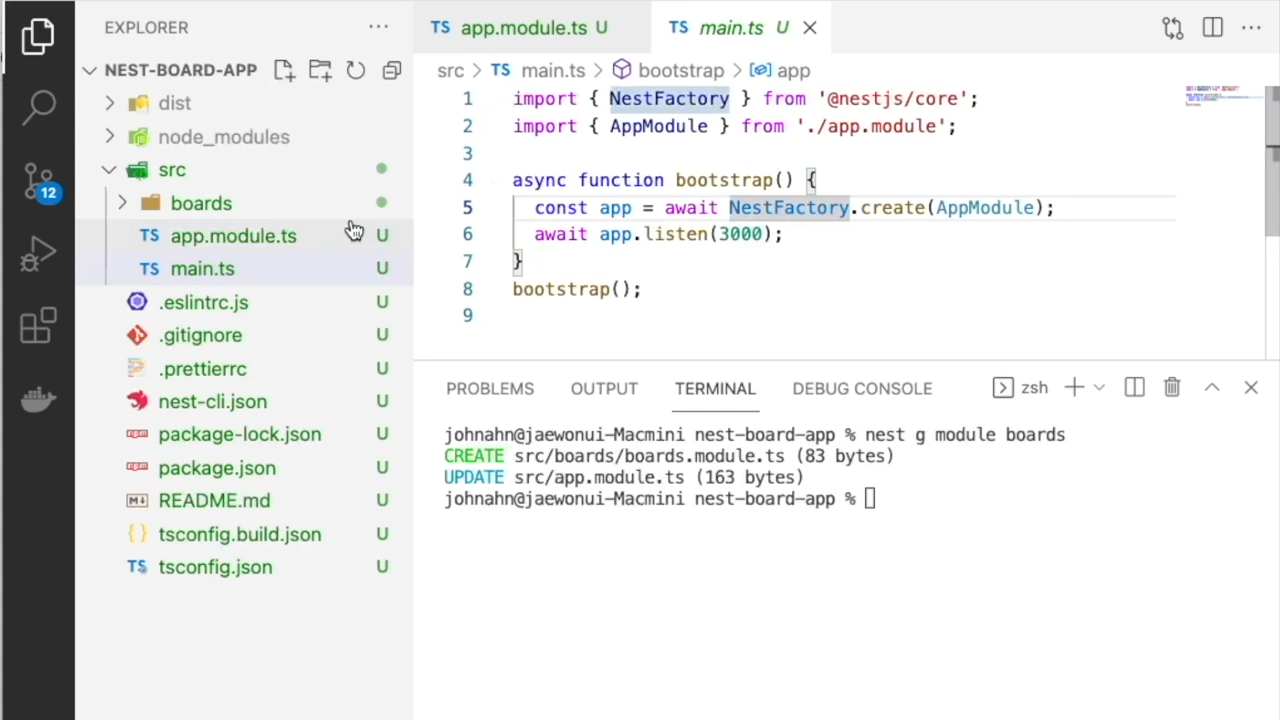 EXPLORER
NEST-BOARD-APP
dist
node_modules
src
boards
TS app.module.ts U
TS main.ts U
.eslintrc.js U
.gitignore U
.prettierrc U
nest-cli.json U
package-lock.json U
package.json U
README.md U
tsconfig.build.json U
TS tsconfig.json U
12
TS app.module.ts U
TS main.ts U
src > TS main.ts > bootstrap > app
1 import { NestFactory } from '@nestjs/core';
2 import { AppModule } from './app.module';
3
4 async function bootstrap() {
5 const app = await NestFactory.create(AppModule);
6 await app.listen(3000);
7 }
8 bootstrap();
9
PROBLEMS OUTPUT TERMINAL DEBUG CONSOLE zsh
johnahn@jaewonui-Macmini nest-board-app % nest g module boards
CREATE src/boards/boards.module.ts (83 bytes)
UPDATE src/app.module.ts (163 bytes)
johnahn@jaewonui-Macmini nest-board-app %